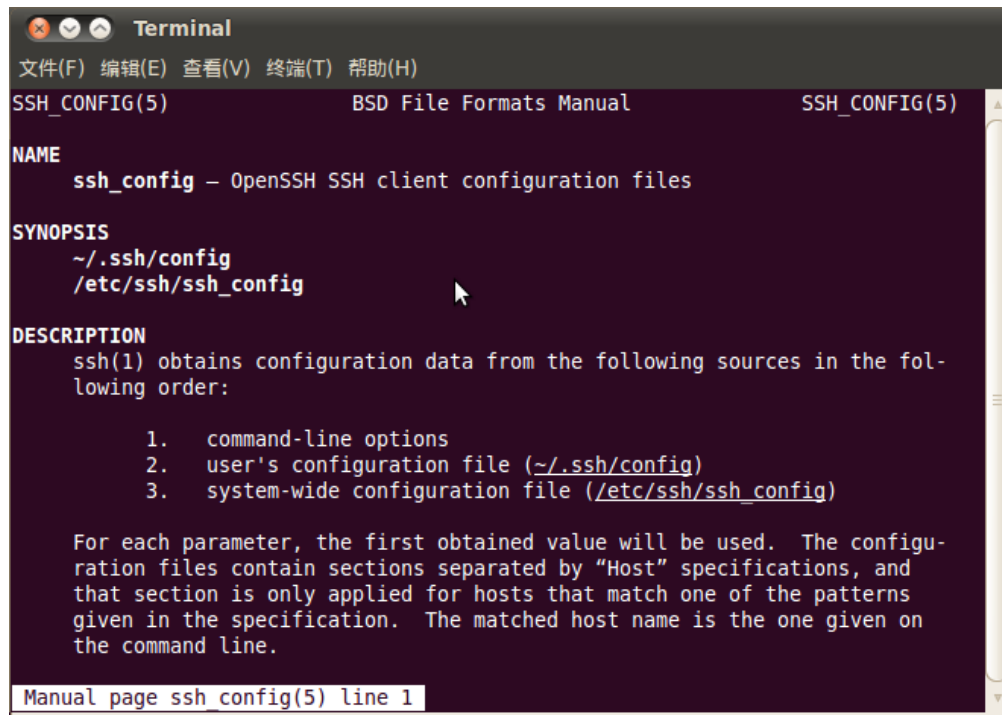 Terminal
文件(F) 编辑(E) 查看(V) 终端(T) 帮助(H)
SSH_CONFIG(5) BSD File Formats Manual SSH_CONFIG(5)
NAME
ssh_config — OpenSSH SSH client configuration files
SYNOPSIS
~/.ssh/config
/etc/ssh/ssh_config
DESCRIPTION
ssh(1) obtains configuration data from the following sources in the fol-
lowing order:
1. command-line options
2. user's configuration file (~/.ssh/config)
3. system-wide configuration file (/etc/ssh/ssh_config)
For each parameter, the first obtained value will be used. The configu-
ration files contain sections separated by “Host” specifications, and
that section is only applied for hosts that match one of the patterns
given in the specification. The matched host name is the one given on
the command line.
Manual page ssh_config(5) line 1